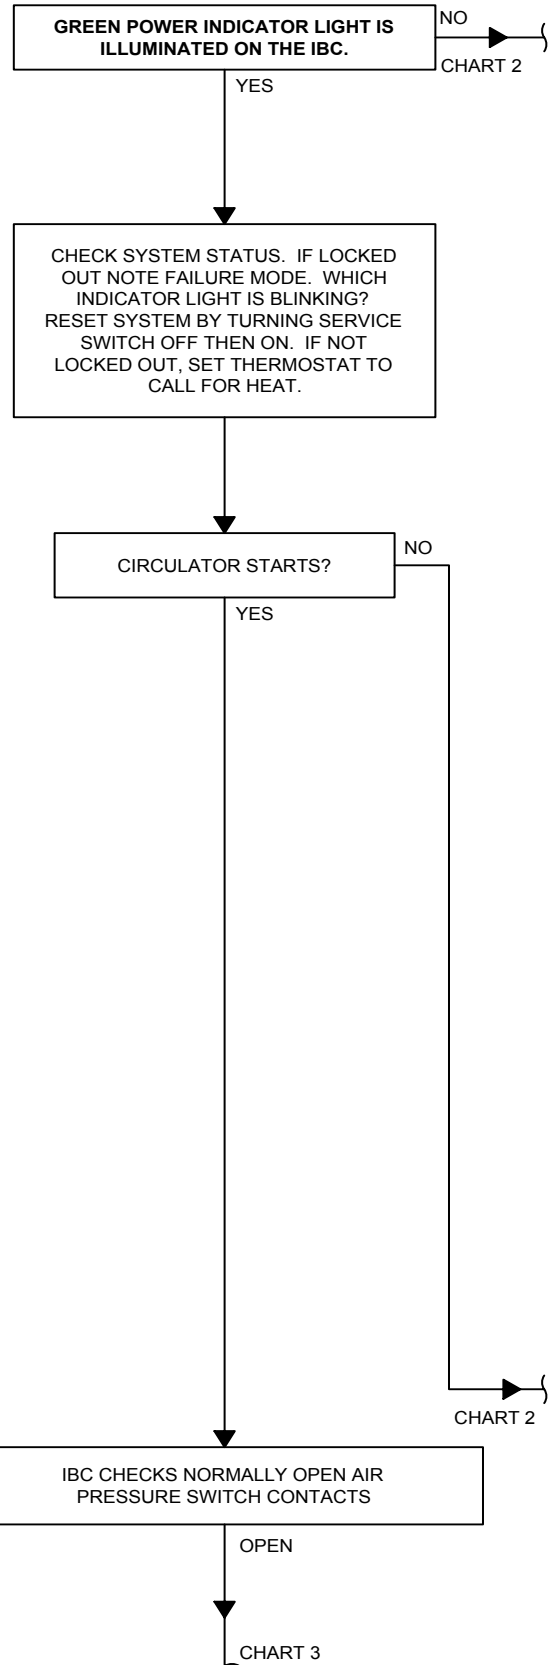 GREEN POWER INDICATOR LIGHT IS
ILLUMINATED ON THE IBC.
NO
CHART 2
YES
CHECK SYSTEM STATUS. IF LOCKED
OUT NOTE FAILURE MODE. WHICH
INDICATOR LIGHT IS BLINKING?
RESET SYSTEM BY TURNING SERVICE
SWITCH OFF THEN ON. IF NOT
LOCKED OUT, SET THERMOSTAT TO
CALL FOR HEAT.
CIRCULATOR STARTS?
NO
YES
CHART 2
IBC CHECKS NORMALLY OPEN AIR
PRESSURE SWITCH CONTACTS
OPEN
CHART 3